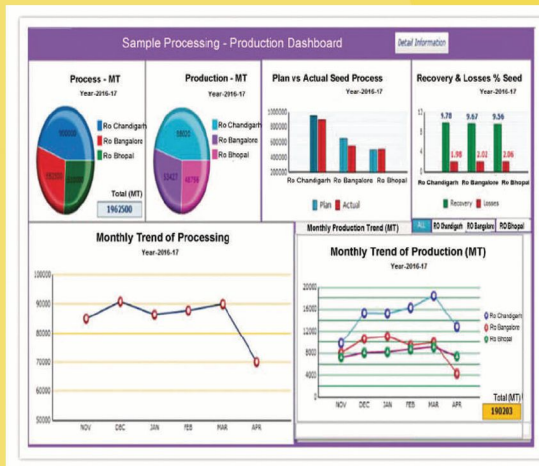 Sample Processing - Production Dashboard
Detail Information
Process - MT
Year-2016-17
Ro Chandigarh
Ro Bangalore
Ro Bhopal
Total (MT)
1962500
Production - MT
Year-2016-17
Ro Chandigarh
Ro Bangalore
Ro Bhopal
Plan vs Actual Seed Process
Year-2016-17
1000000
800000
600000
400000
200000
Ro Chandigarh Ro Bangalore Ro Bhopal
Plan Actual
Recovery & Losses % Seed
Year-2016-17
12
8
4
0
9.78 9.67 9.56
1.98 2.02 2.06
Ro Chandigarh Ro Bangalore Ro Bhopal
Recovery Losses
Monthly Trend of Processing
Year-2016-17
100000
90000
80000
70000
60000
50000
NOV DEC JAN FEB MAR APR
Monthly Production Trend (MT) RO Chandigarh RO Bangalore RO Bhopal
Monthly Trend of Production (MT)
Year-2016-17
20000
16000
12000
8000
4000
0
Ro Chandigarh
Ro Bangalore
Ro Bhopal
NOV DEC JAN FEB MAR APR
Total (MT)
190203